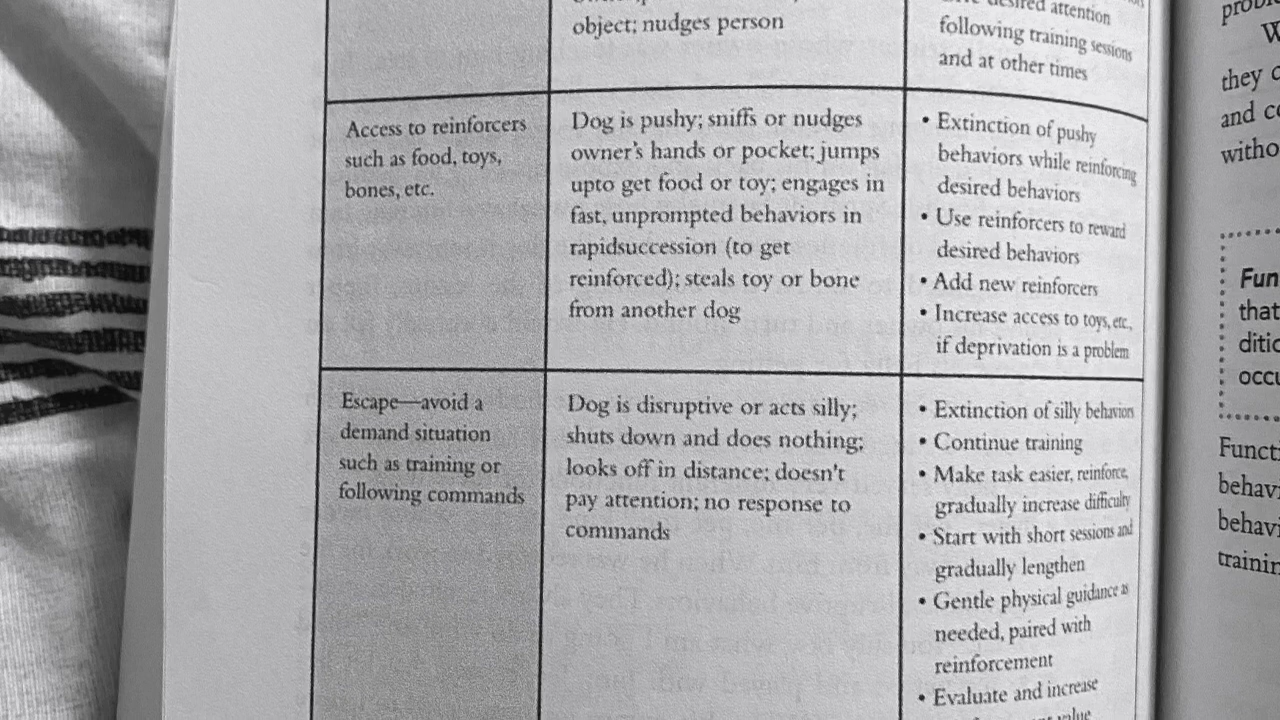 object; nudges person
desired attention
following training sessions
and at other times
Access to reinforcers
such as food, toys,
bones, etc.
Dog is pushy; sniffs or nudges
owner's hands or pocket; jumps
upto get food or toy; engages in
fast, unprompted behaviors in
rapidsuccession (to get
reinforced); steals toy or bone
from another dog
• Extinction of pushy
behaviors while reinforcing
desired behaviors
• Use reinforcers to reward
desired behaviors
• Add new reinforcers
• Increase access to toys, etc.,
if deprivation is a problem
Escape—avoid a
demand situation
such as training or
following commands
Dog is disruptive or acts silly;
shuts down and does nothing;
looks off in distance; doesn't
pay attention; no response to
commands
• Extinction of silly behaviors
• Continue training
• Make task easier, reinforce,
gradually increase difficulty
• Start with short sessions and
gradually lengthen
• Gentle physical guidance as
needed, paired with
reinforcement
• Evaluate and increase
value
they
and
Fun
that
ditic
occu
Functi
behavi
behavi
trainin